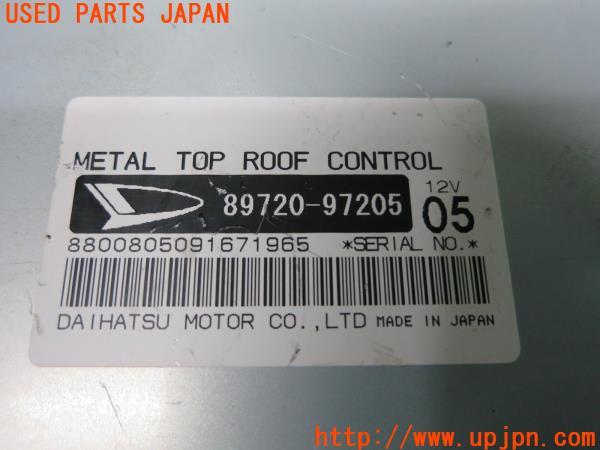 USED PARTS JAPAN
METAL TOP ROOF CONTROL
89720-97205
12V
05
8800805091671965 *SERIAL NO.*
DAIHATSU MOTOR CO.,LTD MADE IN JAPAN
http://www.upjpn.com